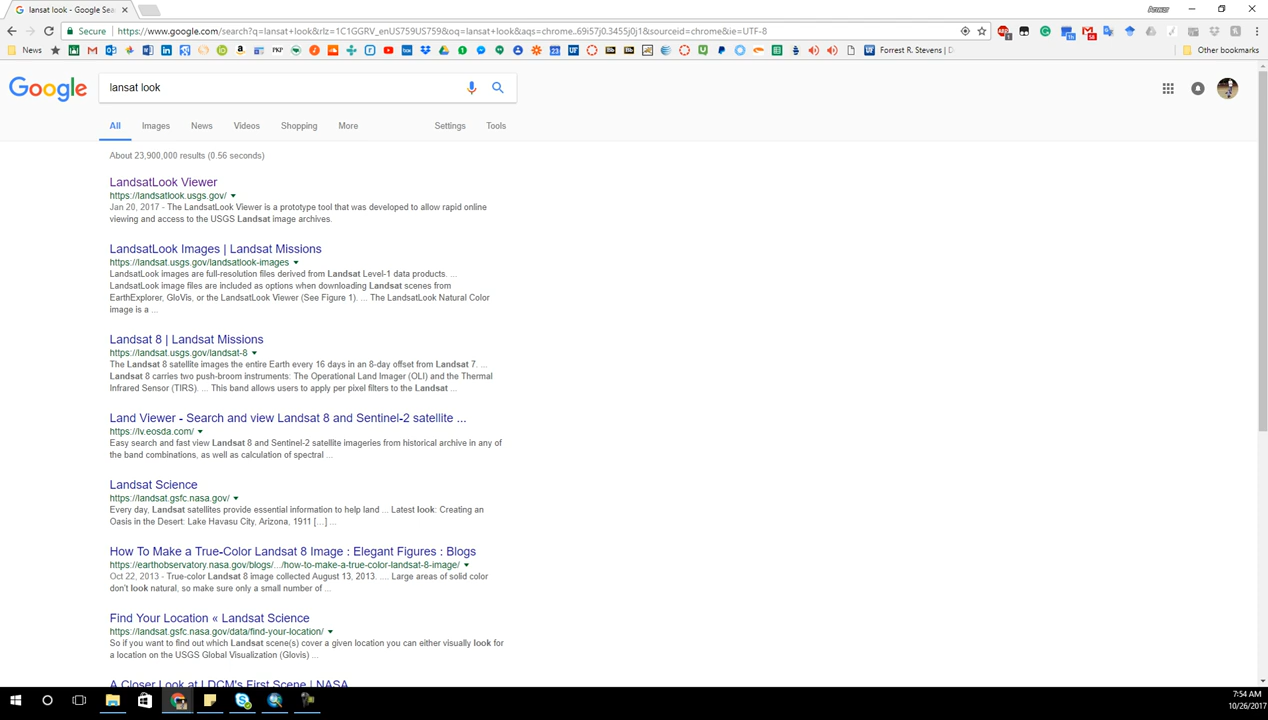 lansat look - Google Sea
Anwar
Secure https://www.google.com/search?q=lansat+look&rlz=1C1GGRV_enUS759US759&oq=lansat+look&aqs=chrome..69i57j0.3455j0j1&sourceid=chrome&ie=UTF-8
News
Forrest R. Stevens | D
Other bookmarks
Google
lansat look
All Images News Videos Shopping More Settings Tools
About 23,900,000 results (0.56 seconds)
LandsatLook Viewer
https://landsatlook.usgs.gov/
Jan 20, 2017 - The LandsatLook Viewer is a prototype tool that was developed to allow rapid online
viewing and access to the USGS Landsat image archives.
LandsatLook Images | Landsat Missions
https://landsat.usgs.gov/landsatlook-images
LandsatLook images are full-resolution files derived from Landsat Level-1 data products. ...
LandsatLook image files are included as options when downloading Landsat scenes from
EarthExplorer, GloVis, or the LandsatLook Viewer (See Figure 1). ... The LandsatLook Natural Color
image is a ...
Landsat 8 | Landsat Missions
https://landsat.usgs.gov/landsat-8
The Landsat 8 satellite images the entire Earth every 16 days in an 8-day offset from Landsat 7. ...
Landsat 8 carries two push-broom instruments: The Operational Land Imager (OLI) and the Thermal
Infrared Sensor (TIRS). ... This band allows users to apply per pixel filters to the Landsat ...
Land Viewer - Search and view Landsat 8 and Sentinel-2 satellite ...
https://lv.eosda.com/
Easy search and fast view Landsat 8 and Sentinel-2 satellite imageries from historical archive in any of
the band combinations, as well as calculation of spectral ...
Landsat Science
https://landsat.gsfc.nasa.gov/
Every day, Landsat satellites provide essential information to help land ... Latest look: Creating an
Oasis in the Desert: Lake Havasu City, Arizona, 1911 [...] ...
How To Make a True-Color Landsat 8 Image : Elegant Figures : Blogs
https://earthobservatory.nasa.gov/blogs/.../how-to-make-a-true-color-landsat-8-image/
Oct 22, 2013 - True-color Landsat 8 image collected August 13, 2013. .... Large areas of solid color
don't look natural, so make sure only a small number of ...
Find Your Location « Landsat Science
https://landsat.gsfc.nasa.gov/data/find-your-location/
So if you want to find out which Landsat scene(s) cover a given location you can either visually look for
a location on the USGS Global Visualization (Glovis) ...
A Closer Look at LDCM's First Scene | NASA
7:54 AM
10/26/2017